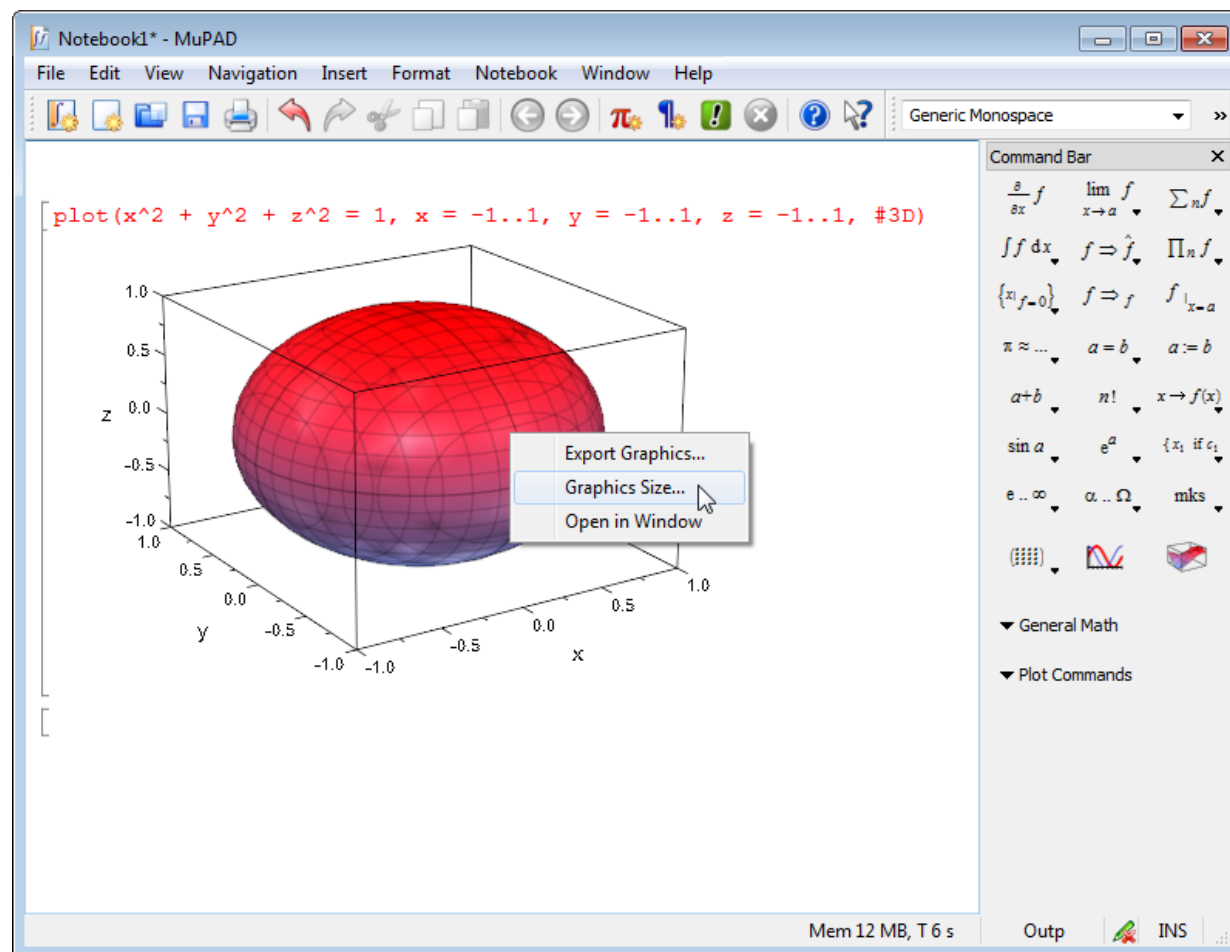 Notebook1* - MuPAD
File Edit View Navigation Insert Format Notebook Window Help
Generic Monospace
Command Bar
plot(x^2 + y^2 + z^2 = 1, x = -1..1, y = -1..1, z = -1..1, #3D)
1.0
0.5
z 0.0
-0.5
-1.0
1.0
0.5
0.0
y
-0.5
-1.0
-1.0
-0.5
0.0
x
0.5
1.0
Export Graphics...
Graphics Size...
Open in Window
∂/∂x f lim x→a f ∑n f
∫f dx f ⇒ f̂ ∏n f
{x|f=0} f ⇒ f f |x=a
π ≈ ... a = b a := b
a+b n! x → f(x)
sin a e^a {x₁ if c₁
e .. ∞ α .. Ω mks
General Math
Plot Commands
Mem 12 MB, T 6 s Outp INS